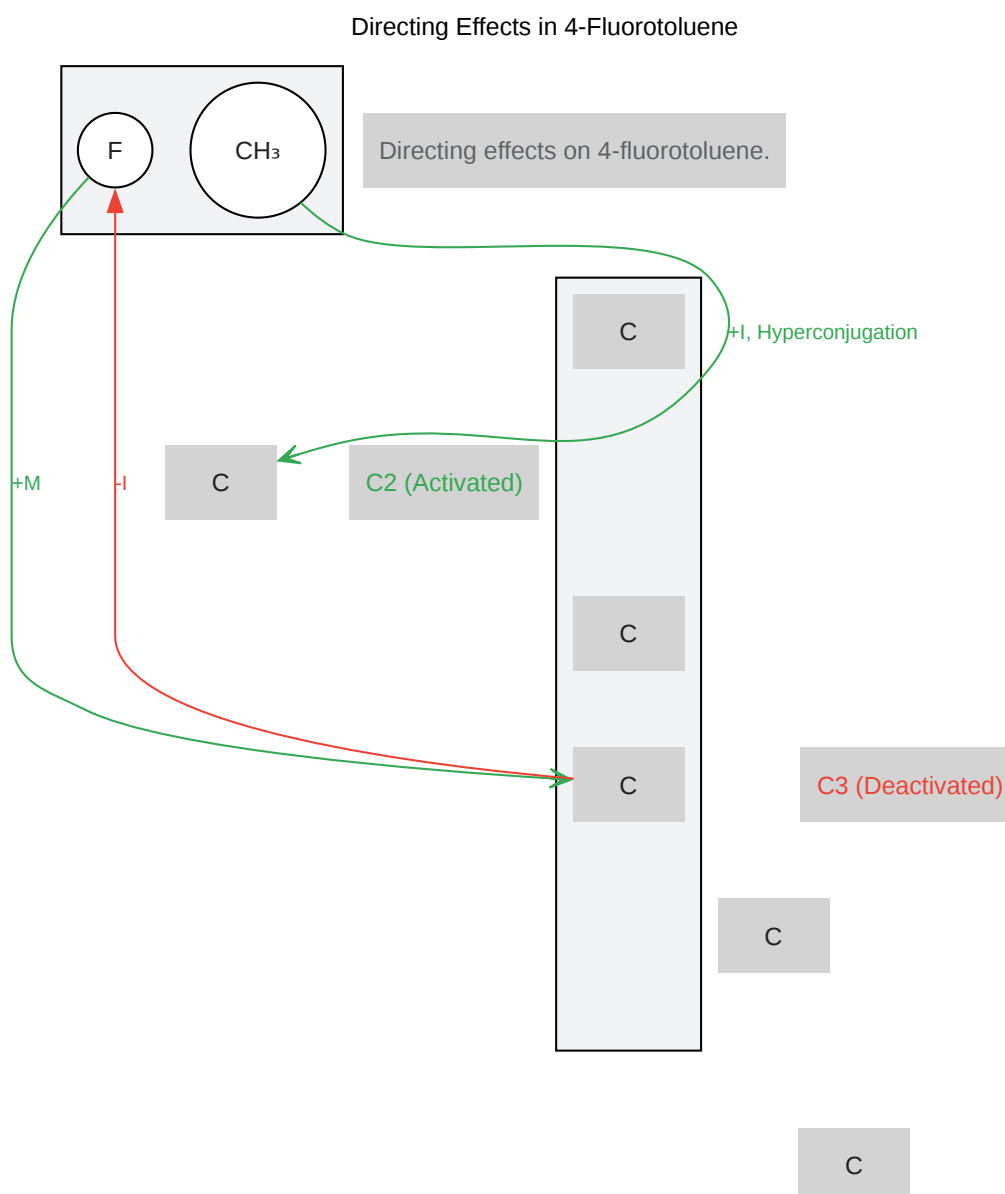 Directing Effects in 4-Fluorotoluene
F
CH₃
Directing effects on 4-fluorotoluene.
C
+I, Hyperconjugation
+M
-I
C
C2 (Activated)
C
C
C3 (Deactivated)
C
C